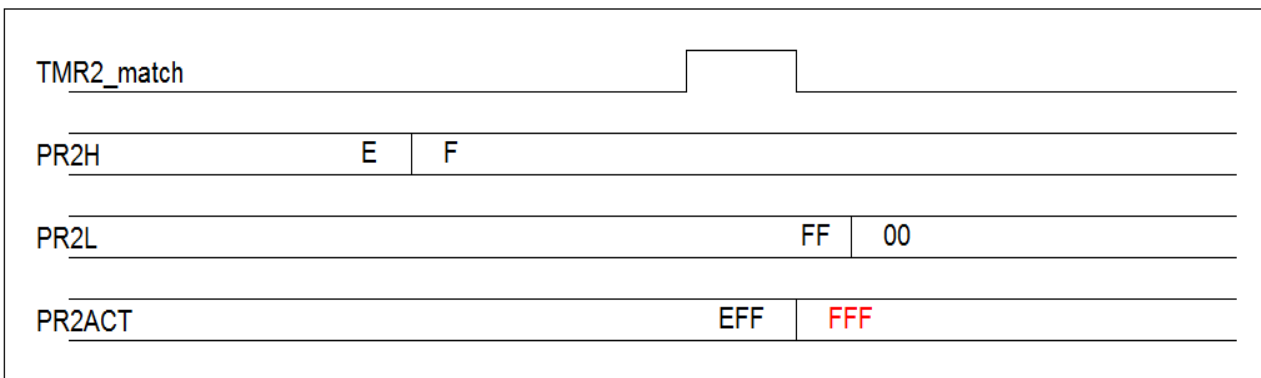 TMR2_match
PR2H E F
PR2L FF 00
PR2ACT EFF FFF